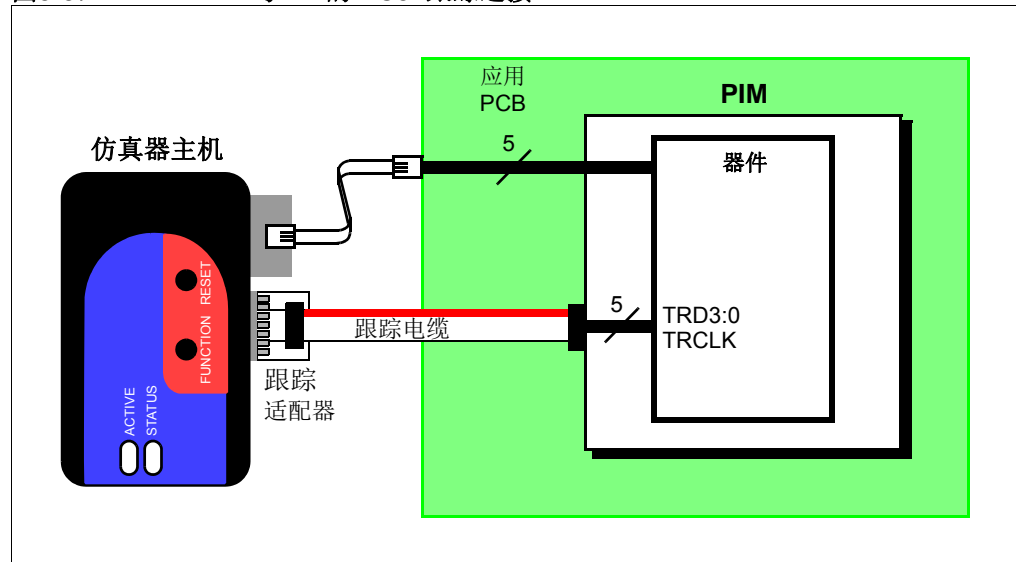 应用
PCB
PIM
仿真器主机
5
器件
RESET
FUNCTION
5
TRD3:0
TRCLK
跟踪电缆
跟踪
适配器
ACTIVE
STATUS